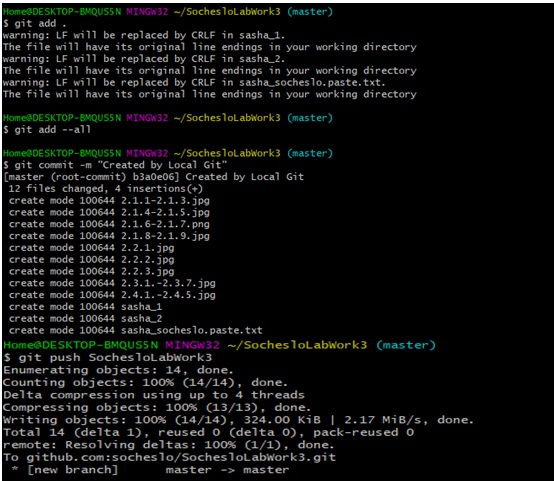 Home@DESKTOP-BMQUS5N MINGW32 ~/SochesloLabWork3 (master)
$ git add .
warning: LF will be replaced by CRLF in sasha_1.
The file will have its original line endings in your working directory
warning: LF will be replaced by CRLF in sasha_2.
The file will have its original line endings in your working directory
warning: LF will be replaced by CRLF in sasha_socheslo.paste.txt.
The file will have its original line endings in your working directory
Home@DESKTOP-BMQUS5N MINGW32 ~/SochesloLabWork3 (master)
$ git add --all
Home@DESKTOP-BMQUS5N MINGW32 ~/SochesloLabWork3 (master)
$ git commit -m "Created by Local Git"
[master (root-commit) b3a0e06] Created by Local Git
12 files changed, 4 insertions(+)
create mode 100644 2.1.1-2.1.3.jpg
create mode 100644 2.1.4-2.1.5.jpg
create mode 100644 2.1.6-2.1.7.png
create mode 100644 2.1.8-2.1.9.jpg
create mode 100644 2.2.1.jpg
create mode 100644 2.2.2.jpg
create mode 100644 2.2.3.jpg
create mode 100644 2.3.1.-2.3.7.jpg
create mode 100644 2.4.1.-2.4.5.jpg
create mode 100644 sasha_1
create mode 100644 sasha_2
create mode 100644 sasha_socheslo.paste.txt
Home@DESKTOP-BMQUS5N MINGW32 ~/SochesloLabWork3 (master)
$ git push SochesloLabWork3
Enumerating objects: 14, done.
Counting objects: 100% (14/14), done.
Delta compression using up to 4 threads
Compressing objects: 100% (13/13), done.
Writing objects: 100% (14/14), 324.00 KiB | 2.17 MiB/s, done.
Total 14 (delta 1), reused 0 (delta 0), pack-reused 0
remote: Resolving deltas: 100% (1/1), done.
To github.com:socheslo/SochesloLabWork3.git
* [new branch] master -> master